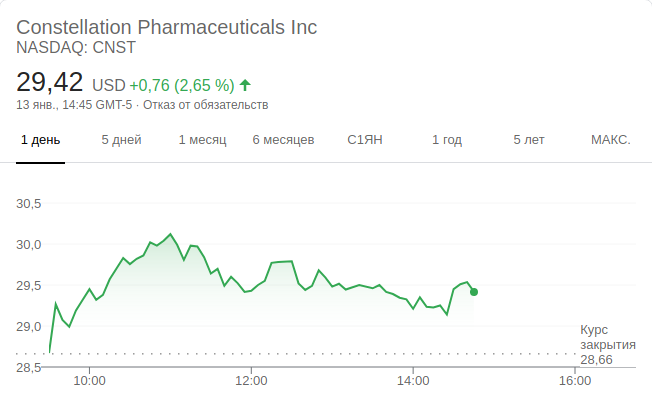 Constellation Pharmaceuticals Inc
NASDAQ: CNST
29,42 USD +0,76 (2,65 %)
13 янв., 14:45 GMT-5 · Отказ от обязательств
1 день 5 дней 1 месяц 6 месяцев С1ЯН 1 год 5 лет МАКС.
30,5
30,0
29,5
29,0
Курс
закрытия
28,66
28,5
10:00 12:00 14:00 16:00